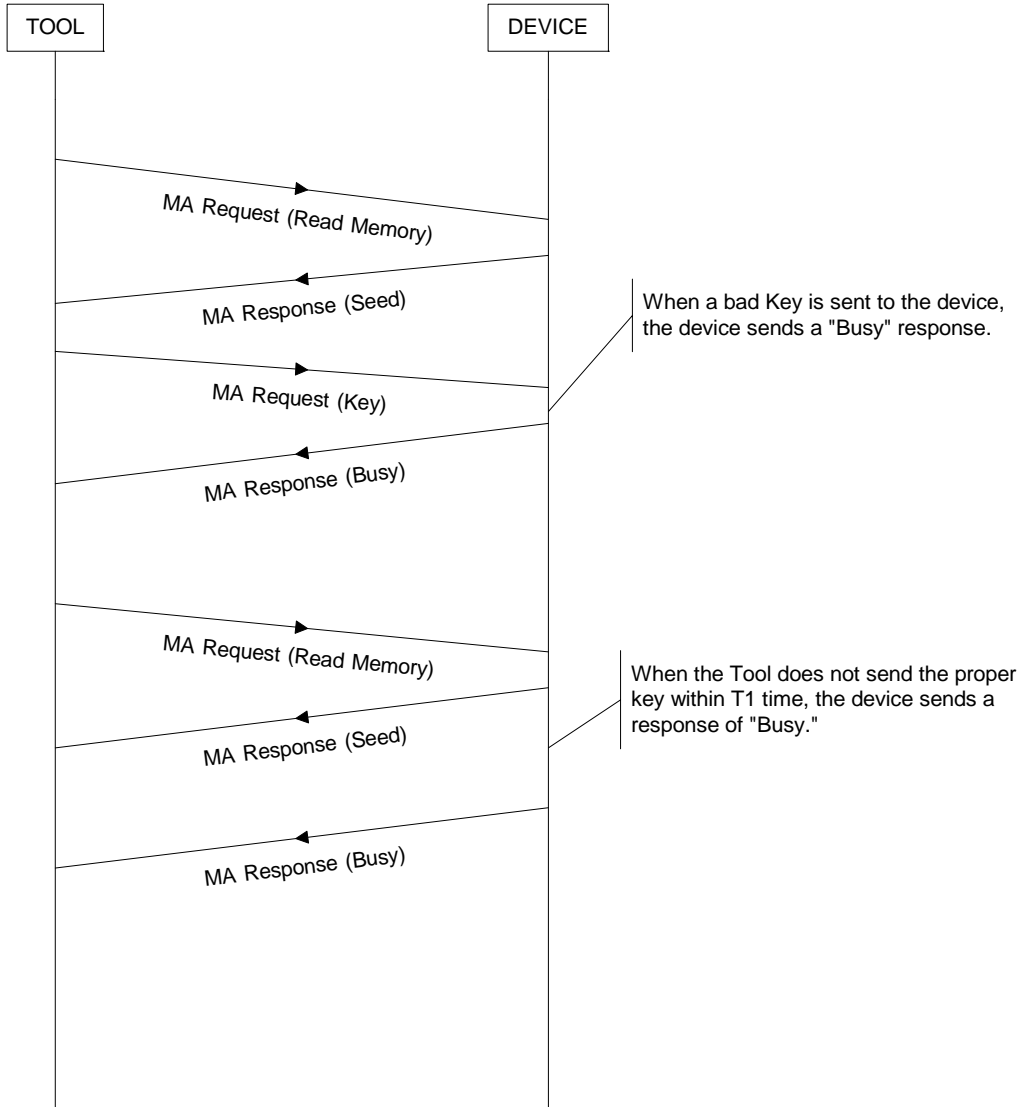 TOOL
DEVICE
MA Request (Read Memory)
MA Response (Seed)
When a bad Key is sent to the device,
the device sends a "Busy" response.
MA Request (Key)
MA Response (Busy)
MA Request (Read Memory)
When the Tool does not send the proper
key within T1 time, the device sends a
response of "Busy."
MA Response (Seed)
MA Response (Busy)